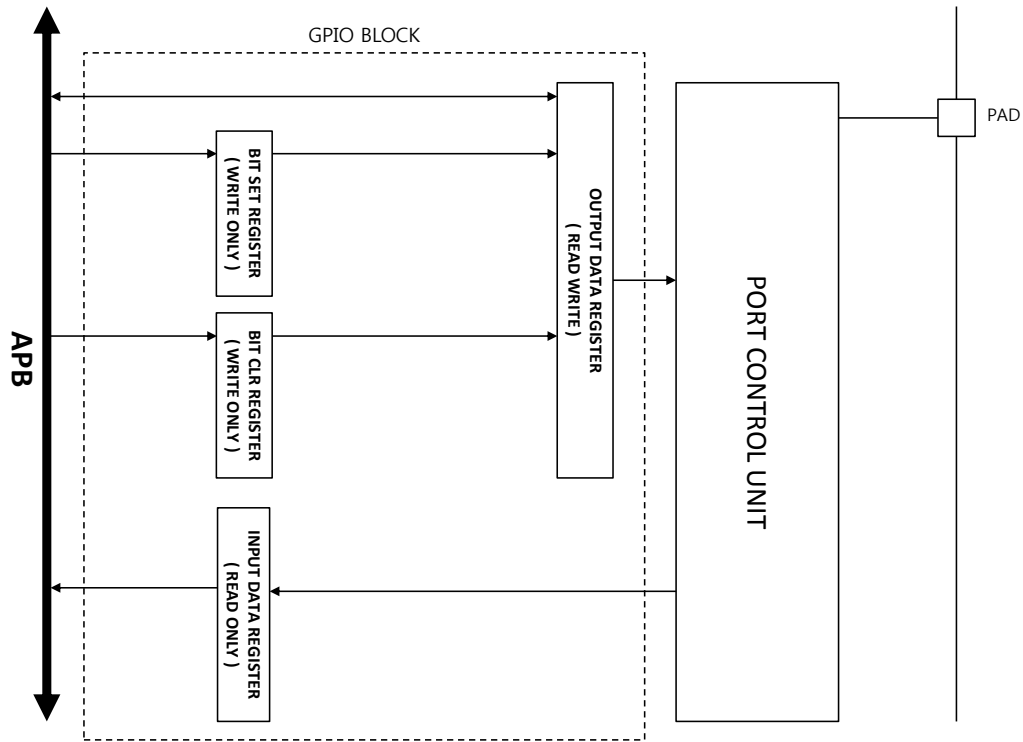 GPIO BLOCK
PAD
BIT SET REGISTER
( WRITE ONLY )
OUTPUT DATA REGISTER
( READ WRITE )
PORT CONTROL UNIT
APB
BIT CLR REGISTER
( WRITE ONLY )
INPUT DATA REGISTER
( READ ONLY )